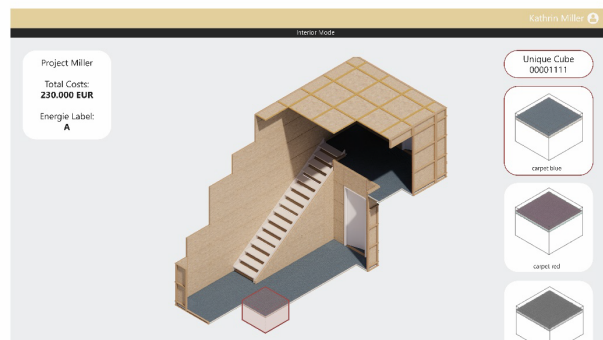 Kathrin Miller
Interior Mode
Project Miller
Total Costs:
230.000 EUR
Energie Label:
A
Unique Cube
00001111
carpet blue
carpet red